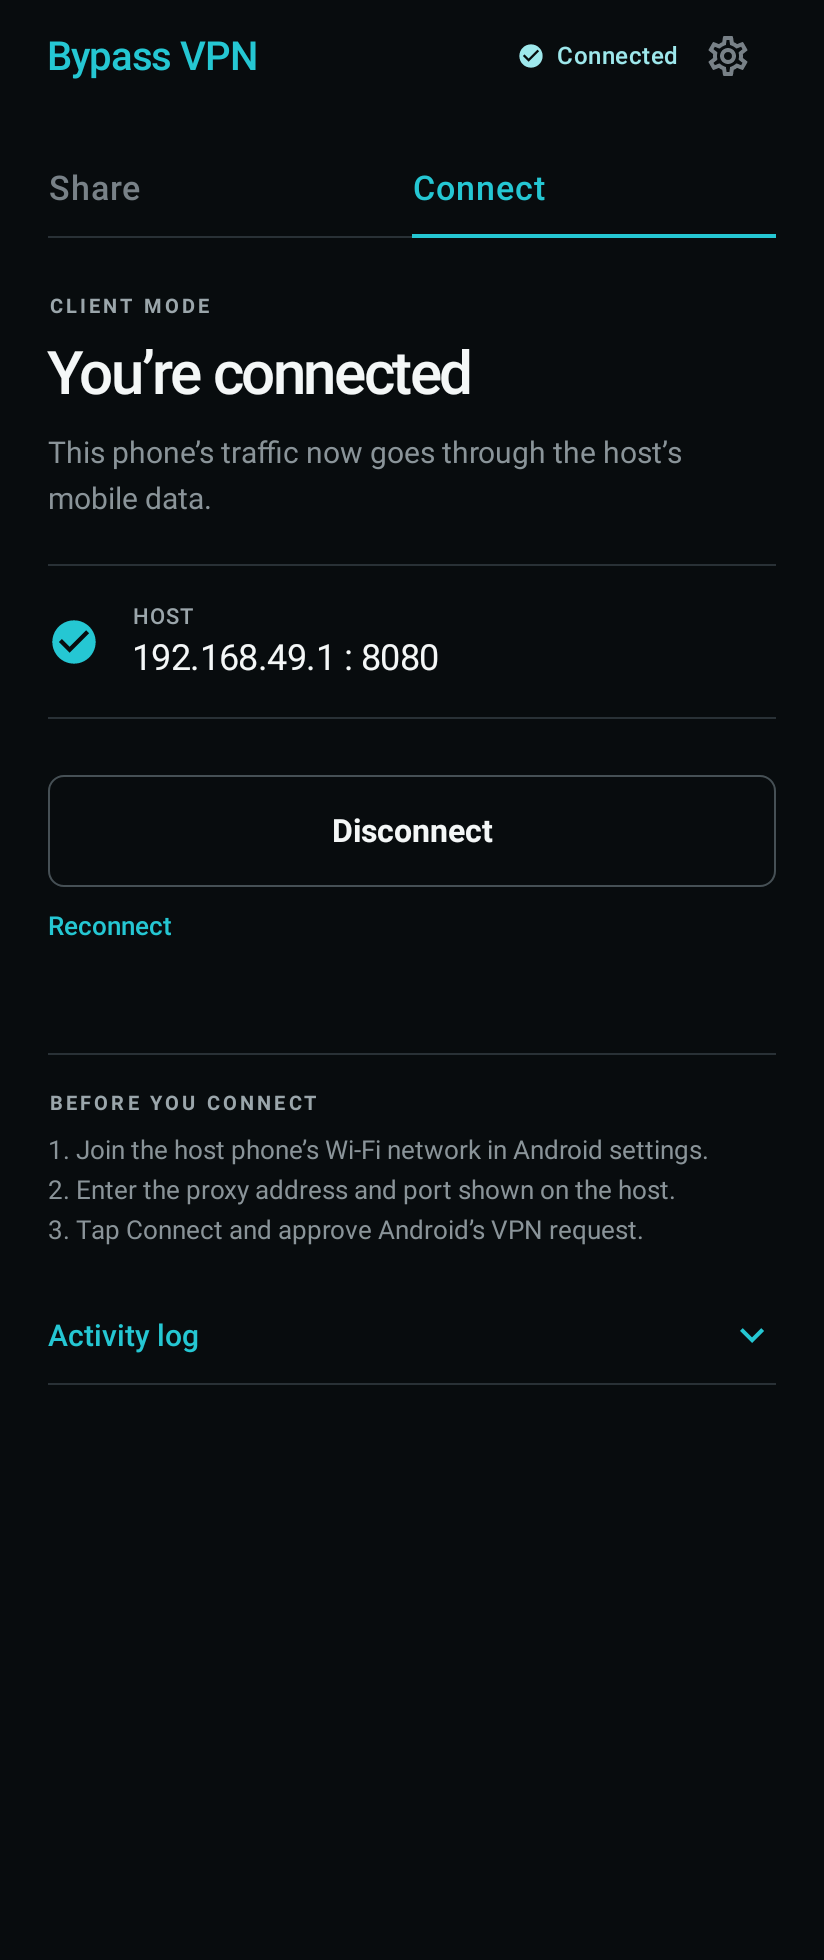 Bypass VPN
Connected
Share
Connect
CLIENT MODE
You’re connected
This phone’s traffic now goes through the host’s
mobile data.
HOST
192.168.49.1 : 8080
Disconnect
Reconnect
BEFORE YOU CONNECT
1. Join the host phone’s Wi-Fi network in Android settings.
2. Enter the proxy address and port shown on the host.
3. Tap Connect and approve Android’s VPN request.
Activity log